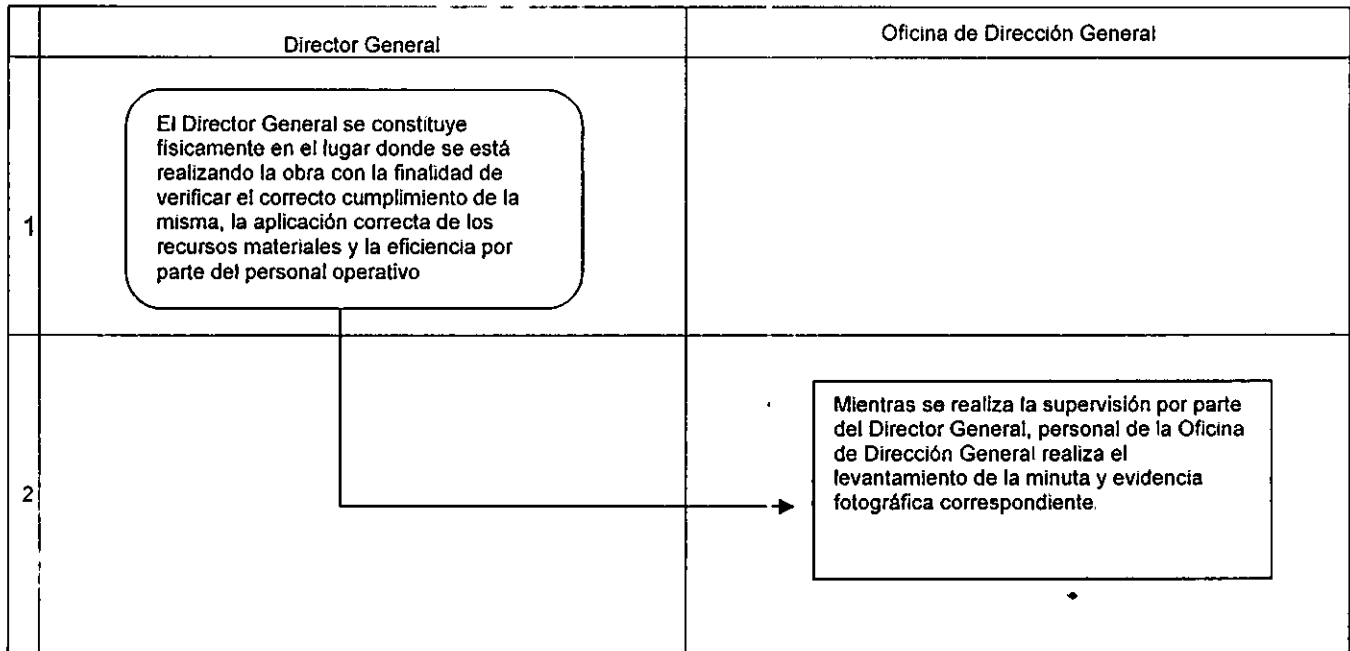 Director General
Oficina de Dirección General
1
El Director General se constituye
fisicamente en el lugar donde se está
realizando la obra con la finalidad de
verificar el correcto cumplimiento de la
misma, la aplicación correcta de los
recursos materiales y la eficiencia por
parte del personal operativo
2
Mientras se realiza la supervisión por parte
del Director General, personal de la Oficina
de Dirección General realiza el
levantamiento de la minuta y evidencia
fotográfica correspondiente.